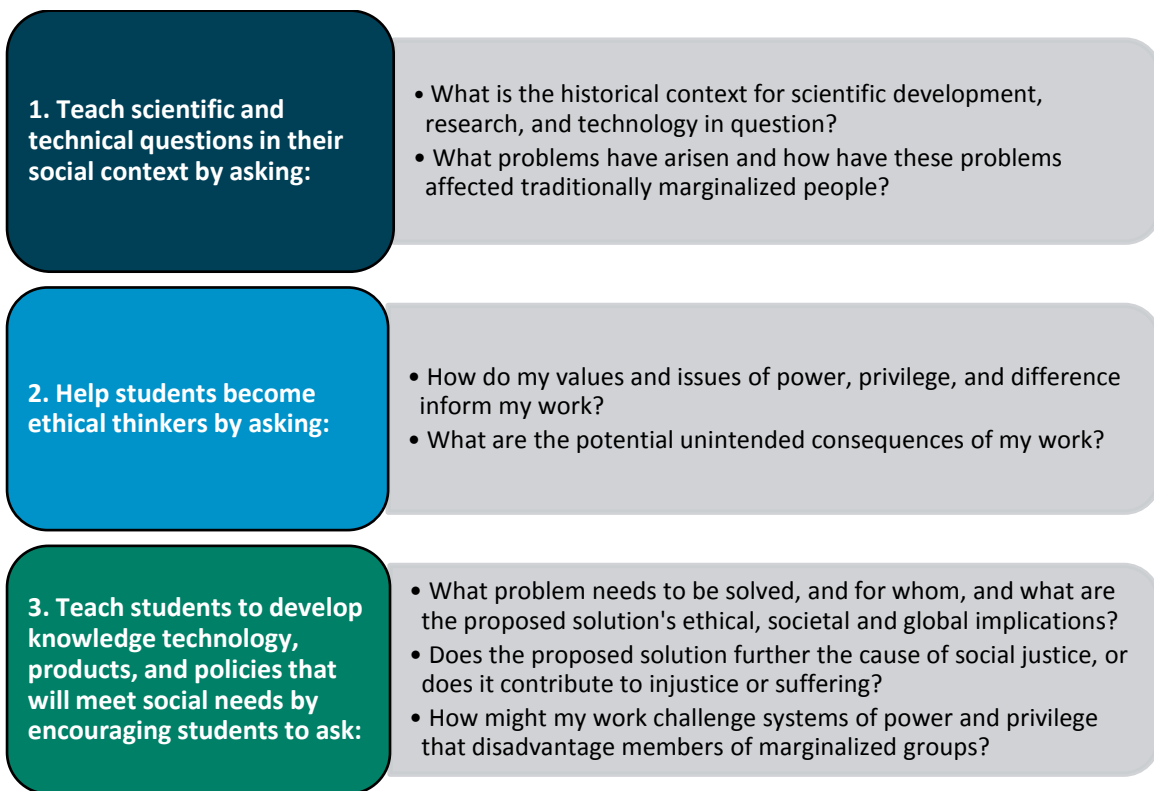 1. Teach scientific and
technical questions in their
social context by asking:
• What is the historical context for scientific development,
research, and technology in question?
• What problems have arisen and how have these problems
affected traditionally marginalized people?
2. Help students become
ethical thinkers by asking:
• How do my values and issues of power, privilege, and difference
inform my work?
• What are the potential unintended consequences of my work?
3. Teach students to develop
knowledge technology,
products, and policies that
will meet social needs by
encouraging students to ask:
• What problem needs to be solved, and for whom, and what are
the proposed solution's ethical, societal and global implications?
• Does the proposed solution further the cause of social justice, or
does it contribute to injustice or suffering?
• How might my work challenge systems of power and privilege
that disadvantage members of marginalized groups?